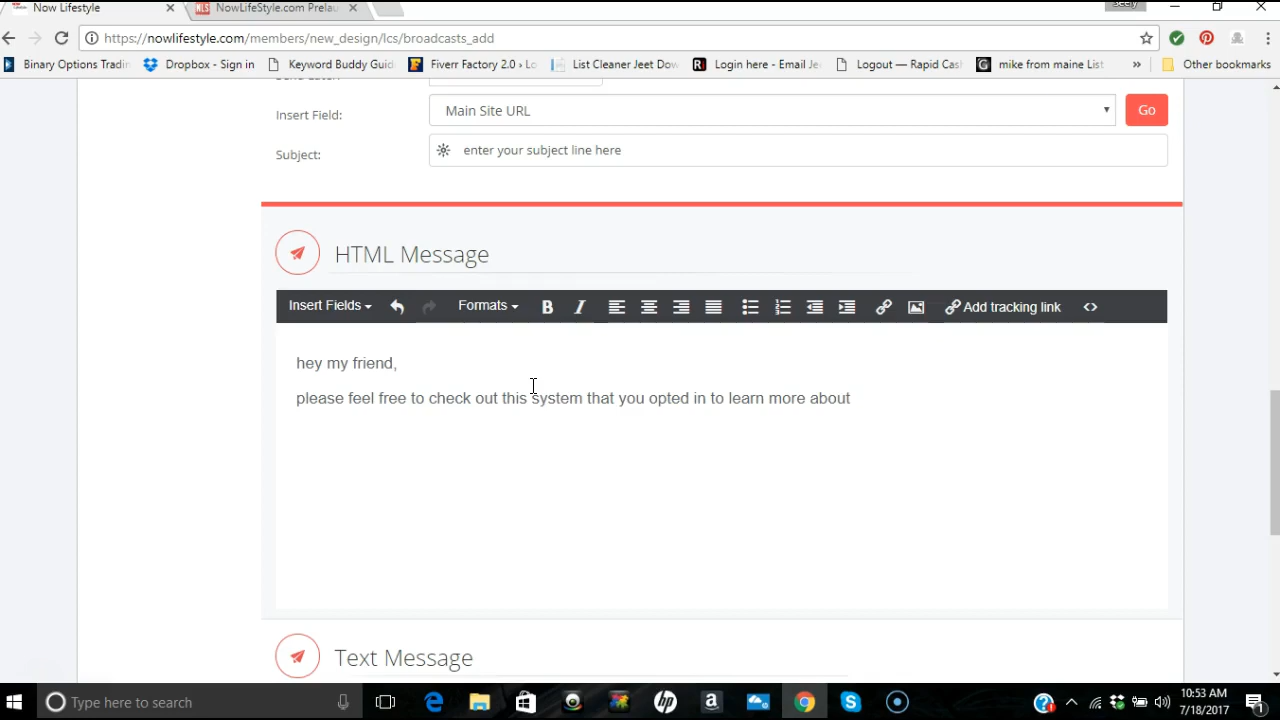 Now Lifestyle
NowLifeStyle.com Prelau
Seely
https://nowlifestyle.com/members/new_design/lcs/broadcasts_add
Binary Options Tradin
Dropbox - Sign in
Keyword Buddy Guid
Fiverr Factory 2.0 › Lo
List Cleaner Jeet Dow
Login here - Email Je
Logout — Rapid Cas
mike from maine List
»
Other bookmarks
Insert Field:
Main Site URL
Go
Subject:
enter your subject line here
HTML Message
Insert Fields
Formats
B
I
Add tracking link
<>
hey my friend,
please feel free to check out this system that you opted in to learn more about
Text Message
Type here to search
10:53 AM
7/18/2017